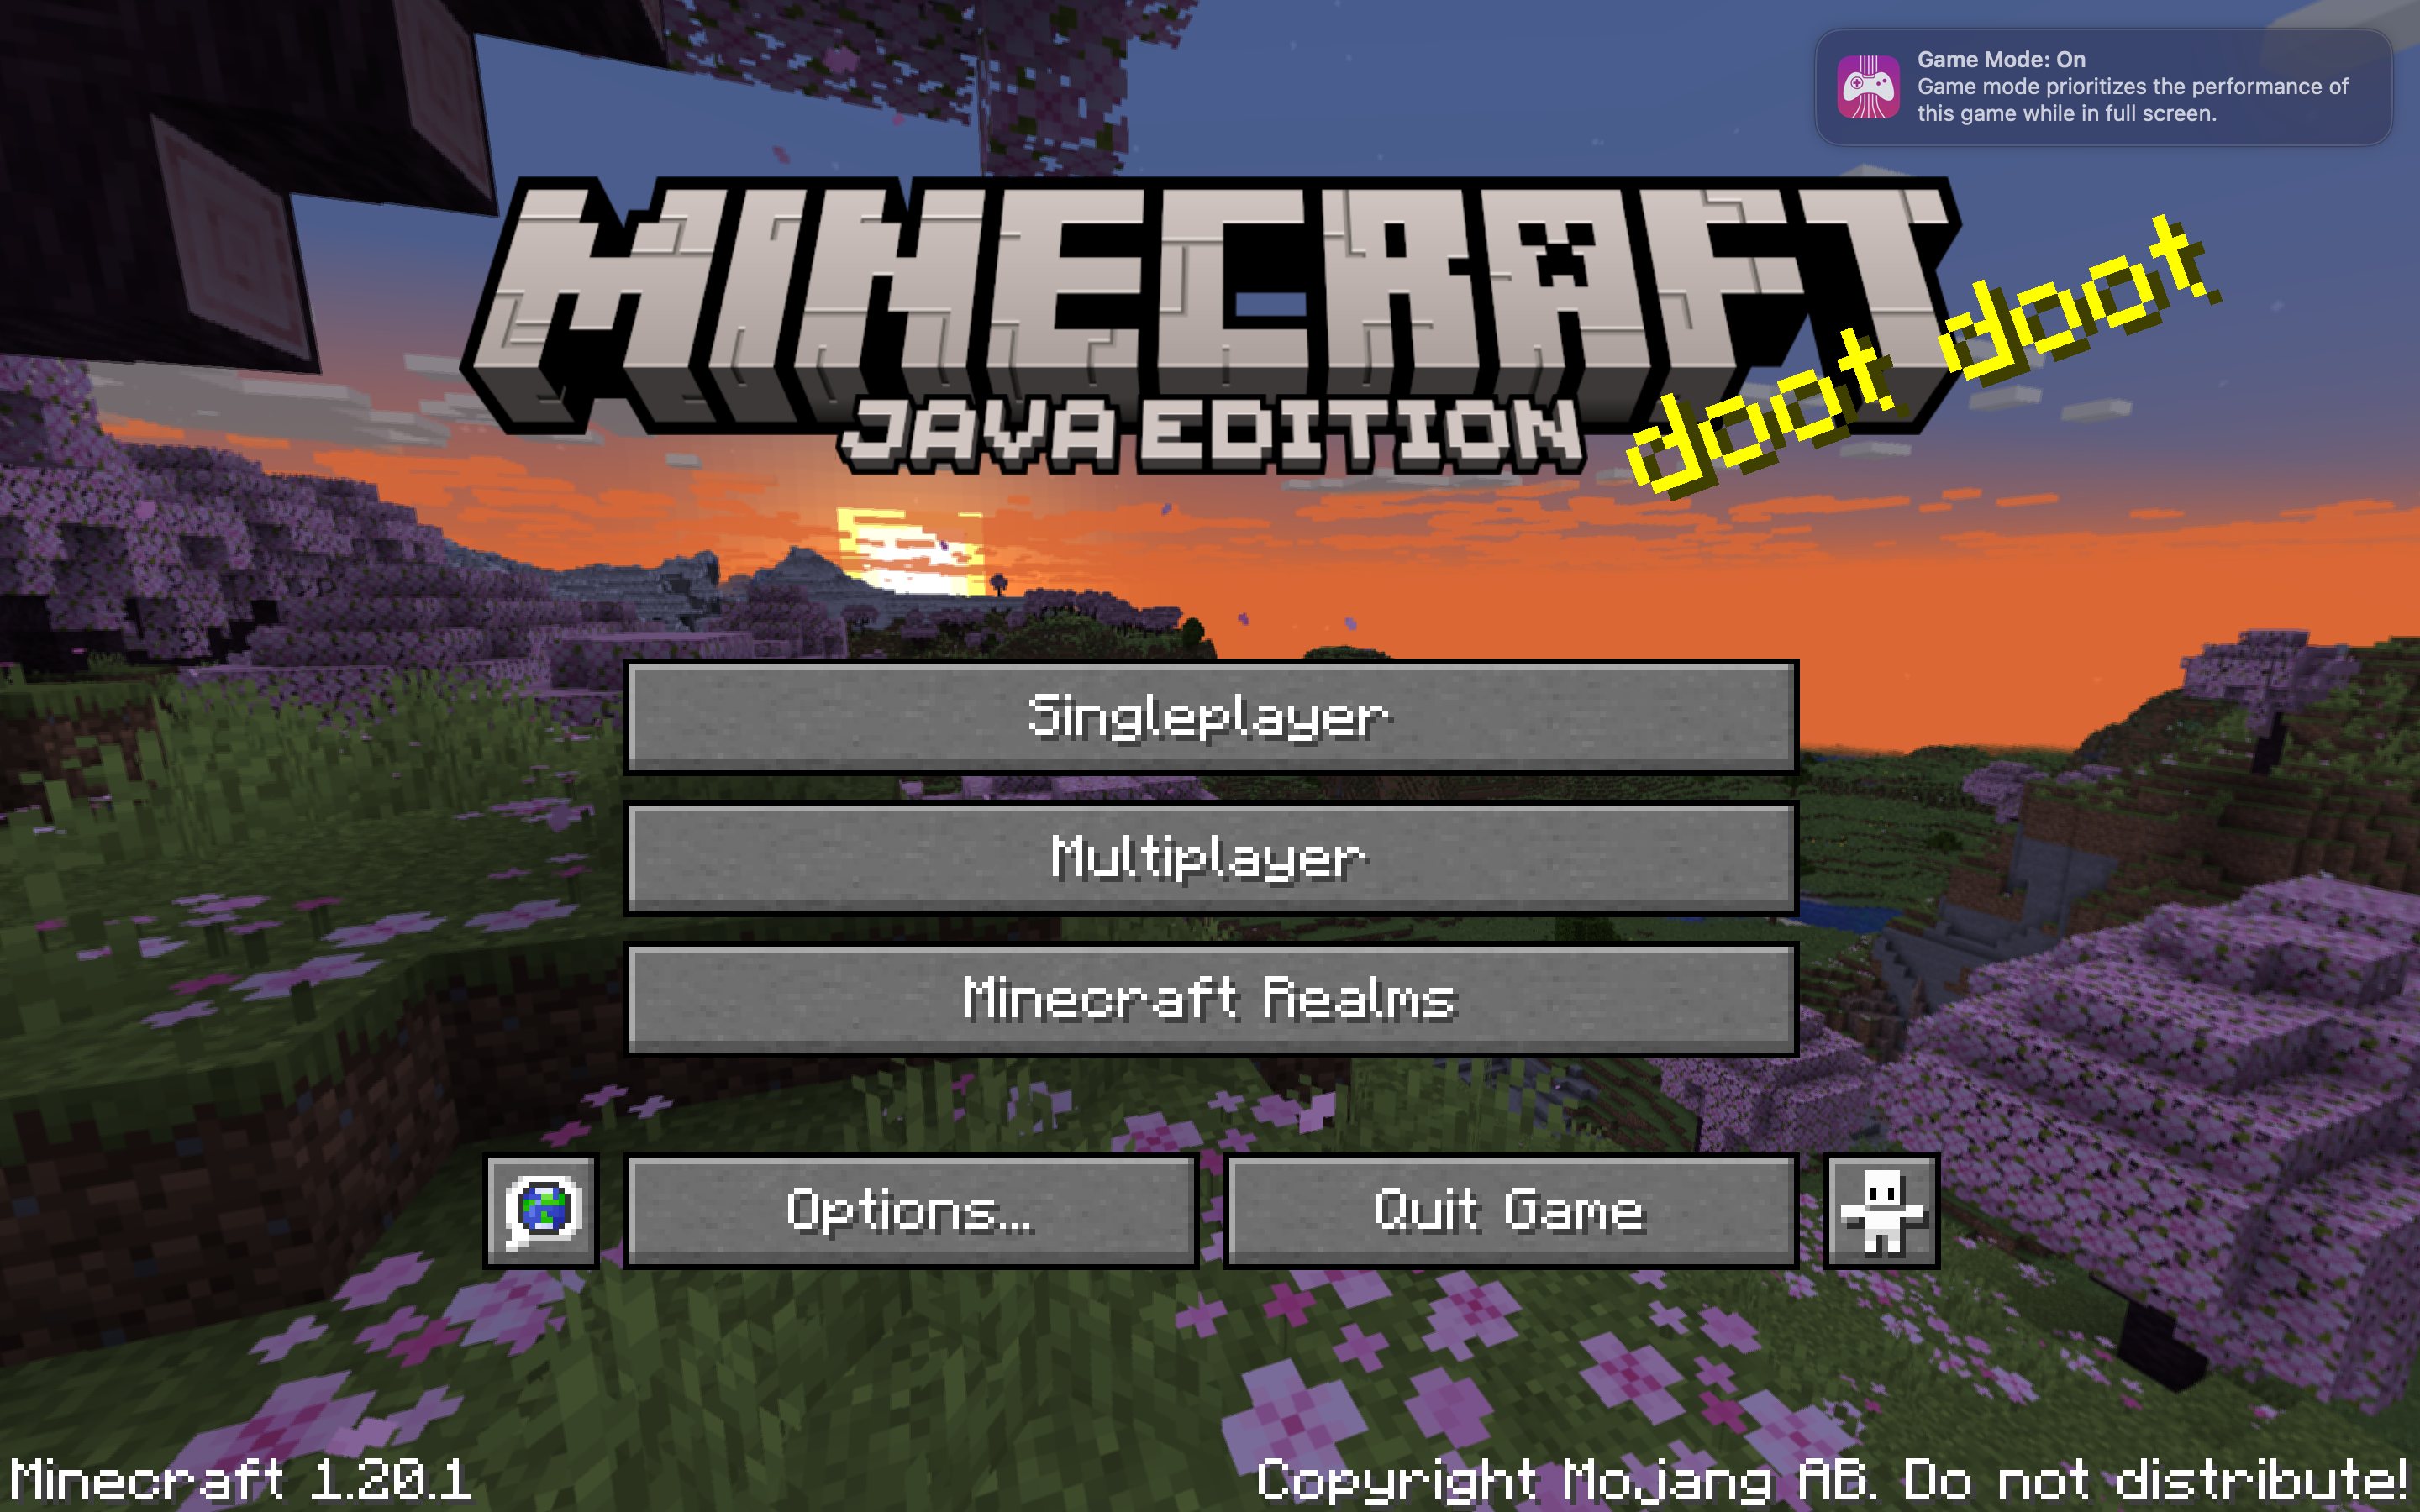 Game Mode: On
Game mode prioritizes the performance of
this game while in full screen.
MINECRAFT
JAVA EDITION
doot doot
Singleplayer
Multiplayer
Minecraft Realms
Options...
Quit Game
Minecraft 1.20.1
Copyright Mojang AB. Do not distribute!